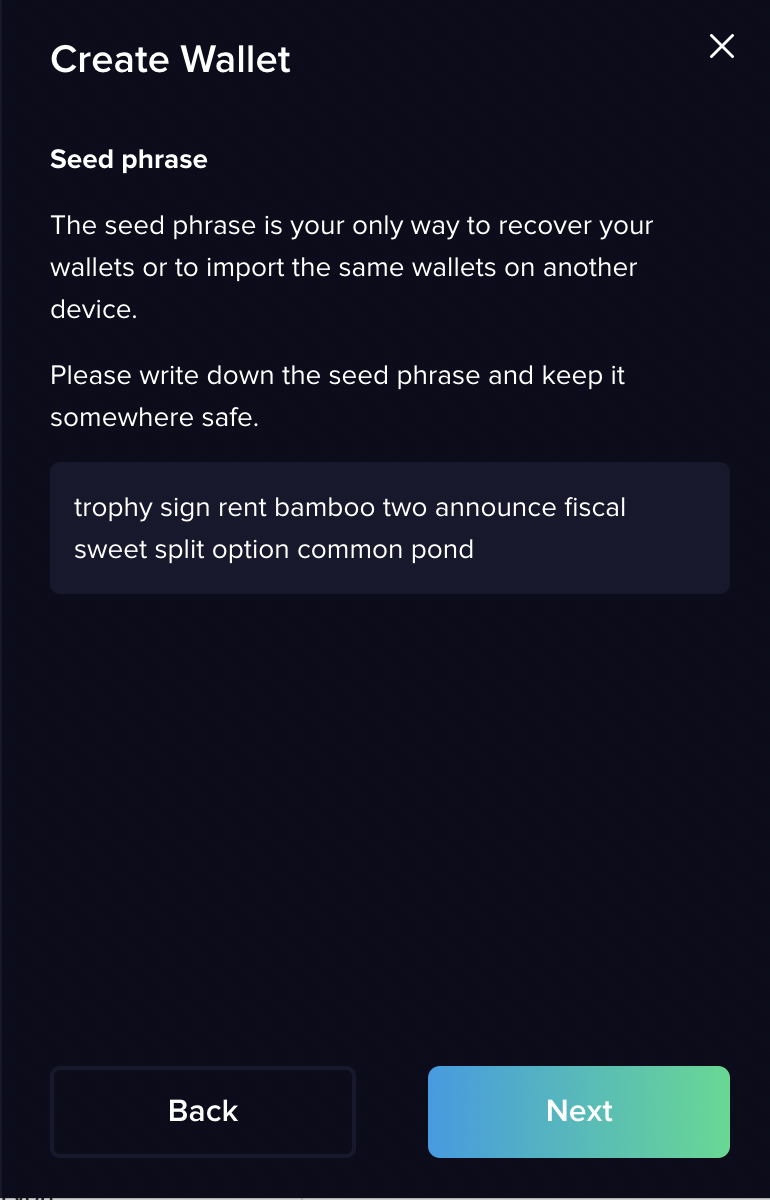 Create Wallet
Seed phrase
The seed phrase is your only way to recover your
wallets or to import the same wallets on another
device.
Please write down the seed phrase and keep it
somewhere safe.
trophy sign rent bamboo two announce fiscal
sweet split option common pond
Back
Next